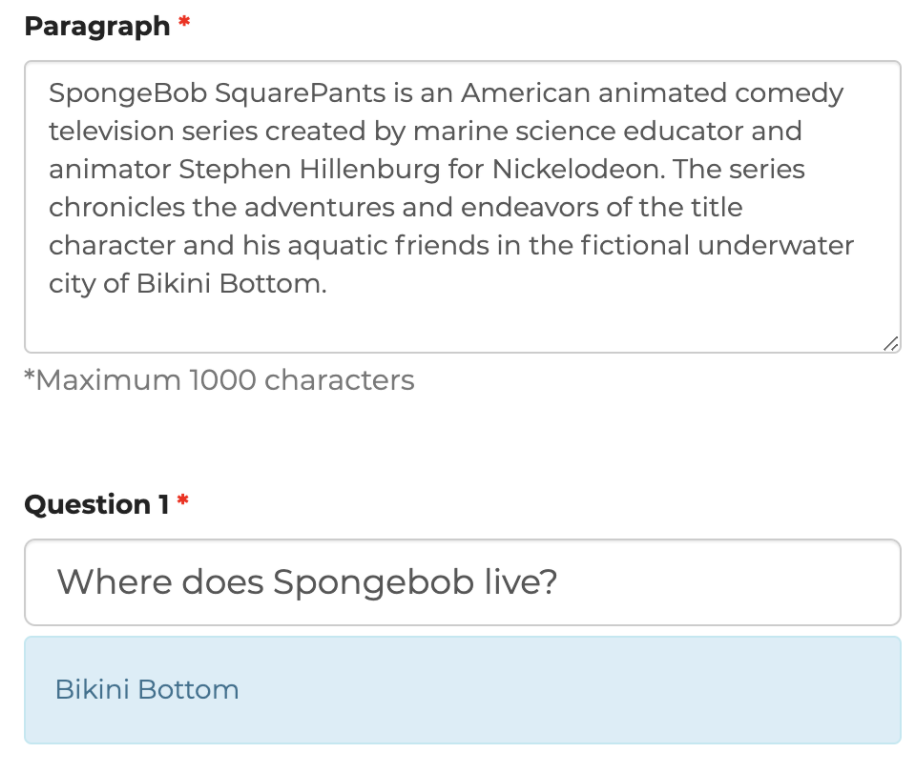 Paragraph *
SpongeBob SquarePants is an American animated comedy
television series created by marine science educator and
animator Stephen Hillenburg for Nickelodeon. The series
chronicles the adventures and endeavors of the title
character and his aquatic friends in the fictional underwater
city of Bikini Bottom.
*Maximum 1000 characters
Question 1 *
Where does Spongebob live?
Bikini Bottom